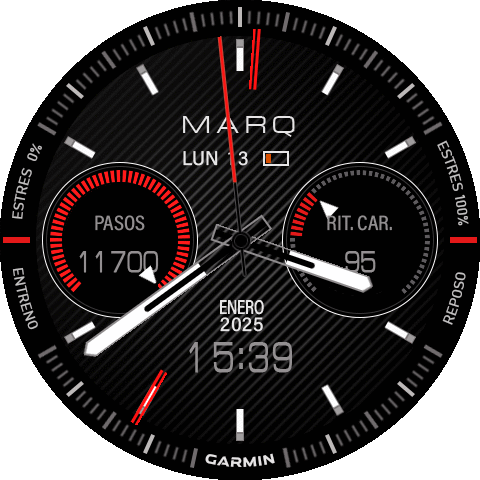 MARQ
LUN 13
ESTRES 0%
ESTRES 100%
PASOS
11700
RIT. CAR.
95
ENTRENO
REPOSO
ENERO
2025
15:39
GARMIN